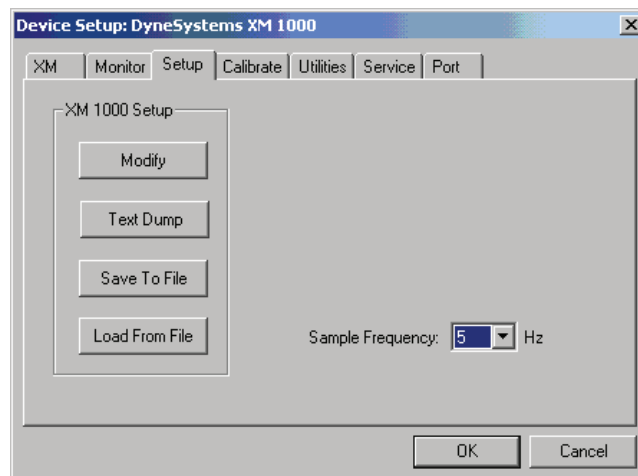 Device Setup: DyneSystems XM 1000
XM Monitor Setup Calibrate Utilities Service Port
XM 1000 Setup
Modify
Text Dump
Save To File
Load From File
Sample Frequency: 5 Hz
OK Cancel